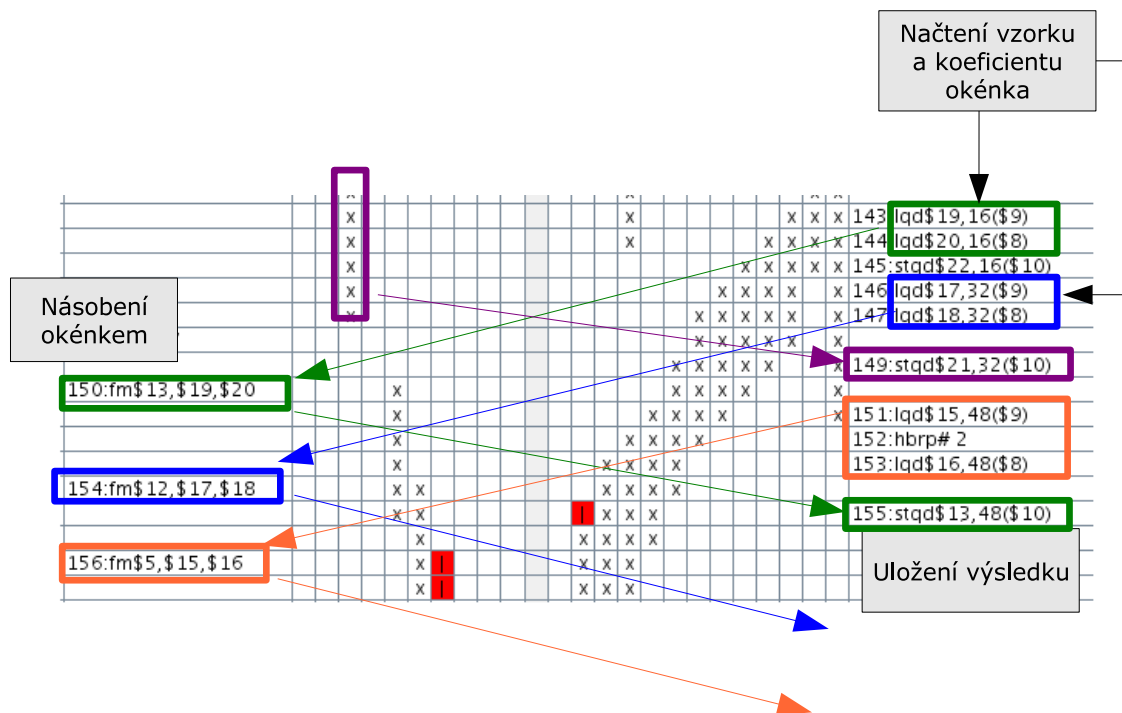 Načtení vzorku
a koeficientu
okénka
143:lqd$19,16($9)
144:lqd$20,16($8)
145:stqd$22,16($10)
146:lqd$17,32($9)
147:lqd$18,32($8)
Násobení
okénkem
149:stqd$21,32($10)
150:fm$13,$19,$20
151:lqd$15,48($9)
152:hbrp# 2
153:lqd$16,48($8)
154:fm$12,$17,$18
155:stqd$13,48($10)
156:fm$5,$15,$16
Uložení výsledku